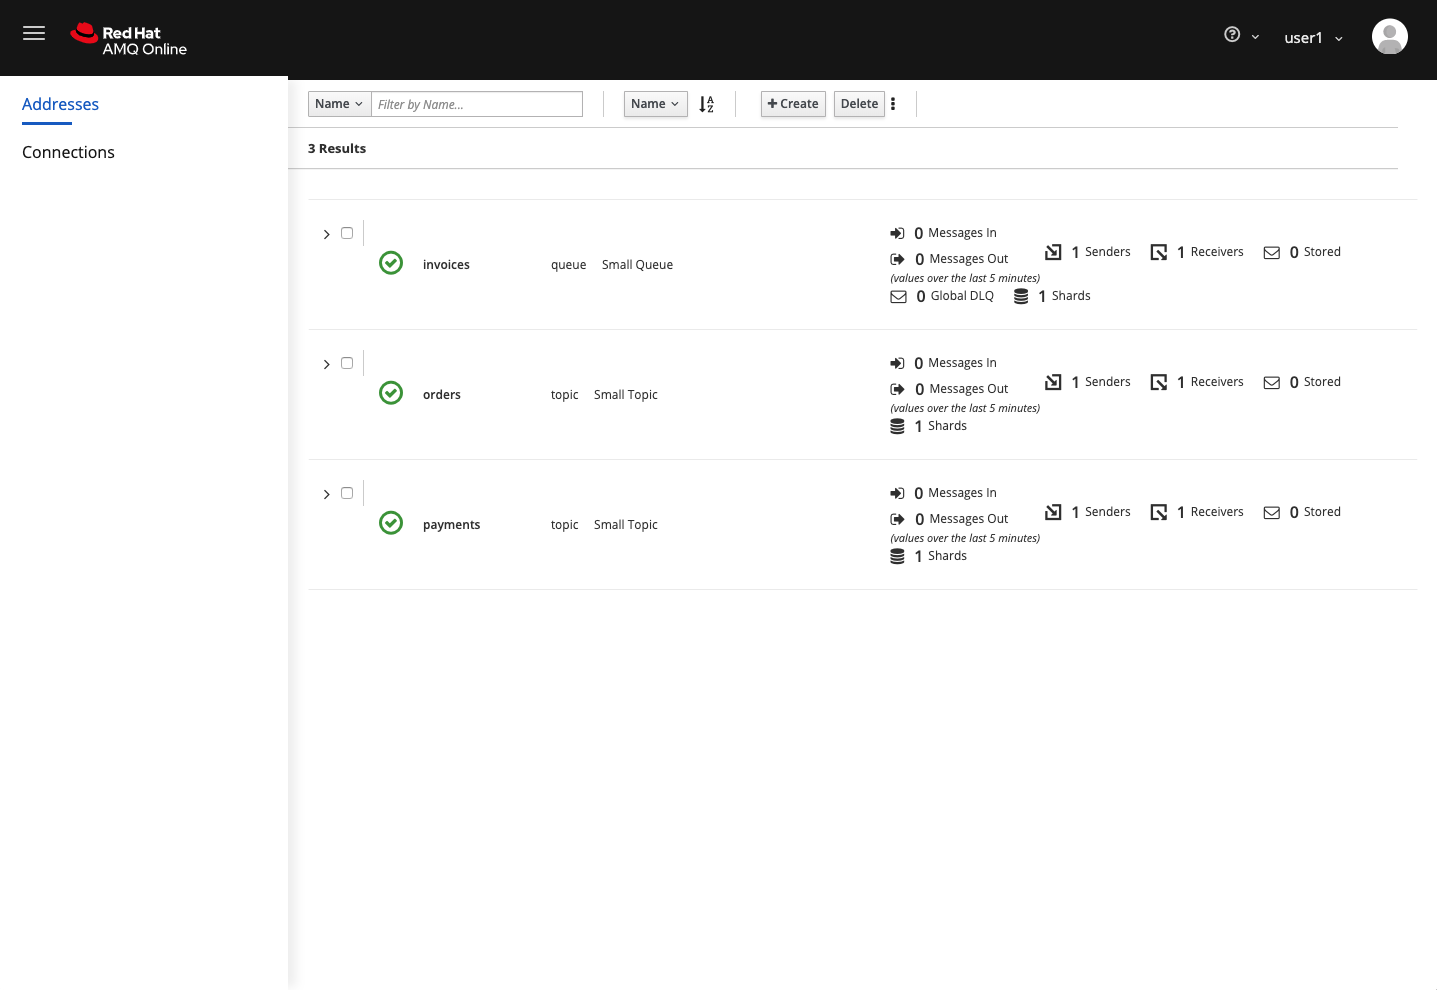 Red Hat
AMQ Online
user1
Addresses
Connections
Name Filter by Name... Name A Z Create Delete
3 Results
invoices queue Small Queue
0 Messages In
0 Messages Out
(values over the last 5 minutes)
0 Global DLQ 1 Shards
1 Senders 1 Receivers 0 Stored
orders topic Small Topic
0 Messages In
0 Messages Out
(values over the last 5 minutes)
1 Shards
1 Senders 1 Receivers 0 Stored
payments topic Small Topic
0 Messages In
0 Messages Out
(values over the last 5 minutes)
1 Shards
1 Senders 1 Receivers 0 Stored